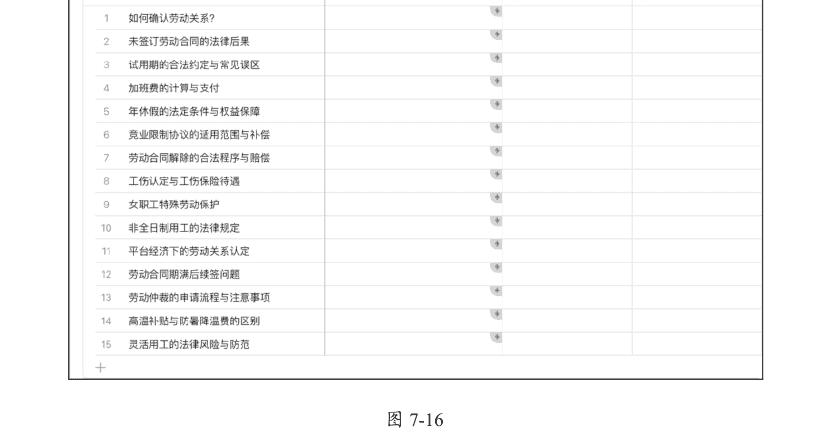 1 如何确认劳动关系?
2 未签订劳动合同的法律后果
3 试用期的合法约定与常见误区
4 加班费的计算与支付
5 年休假的法定条件与权益保障
6 竞业限制协议的适用范围与补偿
7 劳动合同解除的合法程序与赔偿
8 工伤认定与工伤保险待遇
9 女职工特殊劳动保护
10 非全日制用工的法律规定
11 平台经济下的劳动关系认定
12 劳动合同期满后续签问题
13 劳动仲裁的申请流程与注意事项
14 高温补贴与防暑降温费的区别
15 灵活用工的法律风险与防范
图 7-16